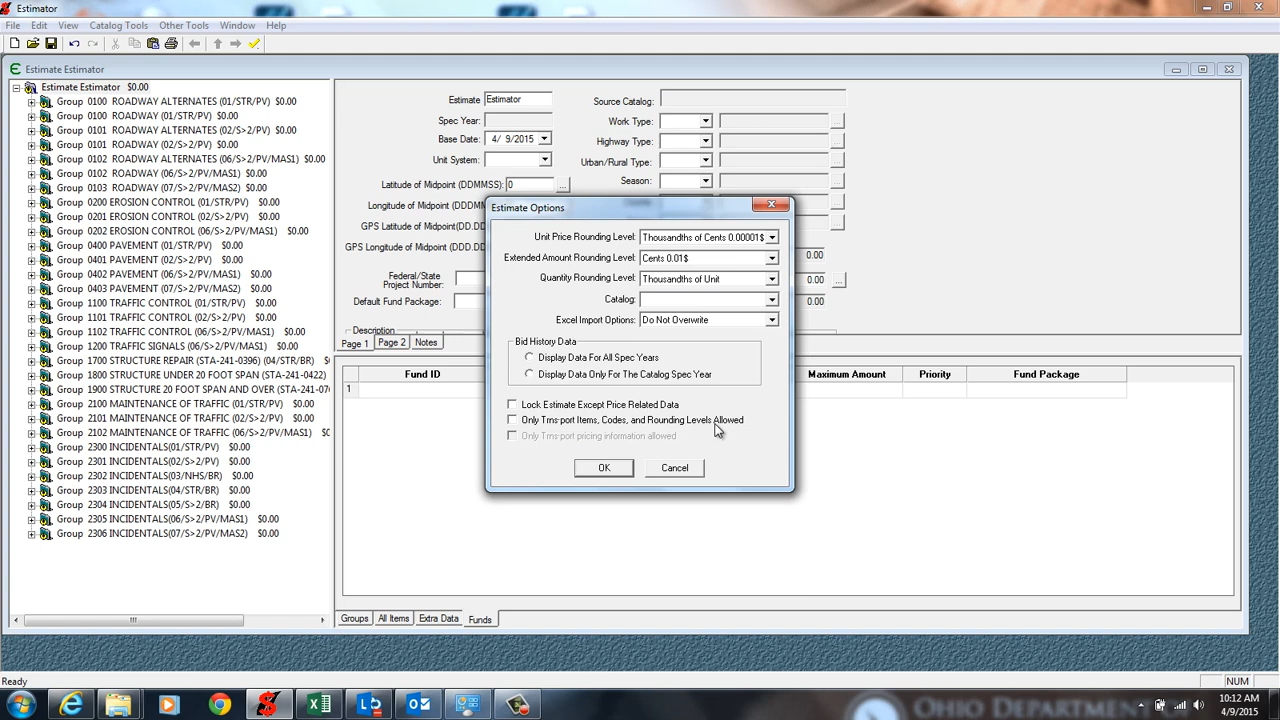 Estimator
File Edit View Catalog Tools Other Tools Window Help
Estimate Estimator
Estimate Estimator $0.00
Group 0100 ROADWAY ALTERNATES (01/STR/PV) $0.00
Group 0100 ROADWAY (01/STR/PV) $0.00
Group 0101 ROADWAY ALTERNATES (02/S>2/PV) $0.00
Group 0101 ROADWAY (02/S>2/PV) $0.00
Group 0102 ROADWAY ALTERNATES (06/S>2/PV/MAS1) $0.00
Group 0102 ROADWAY (06/S>2/PV/MAS1) $0.00
Group 0103 ROADWAY (07/S>2/PV/MAS2) $0.00
Group 0200 EROSION CONTROL (01/STR/PV) $0.00
Group 0201 EROSION CONTROL (02/S>2/PV) $0.00
Group 0400 PAVEMENT (01/STR/PV) $0.00
Group 0401 PAVEMENT (02/S>2/PV) $0.00
Group 0402 PAVEMENT (06/S>2/PV/MAS1) $0.00
Group 0403 PAVEMENT (07/S>2/PV/MAS2) $0.00
Group 1100 TRAFFIC CONTROL (01/STR/PV) $0.00
Group 1101 TRAFFIC CONTROL (02/S>2/PV) $0.00
Group 1102 TRAFFIC CONTROL (06/S>2/PV/MAS1) $0.00
Group 1200 TRAFFIC SIGNALS (06/S>2/PV/MAS1) $0.00
Group 1700 STRUCTURE REPAIR (STA-241-0396) (04/STR/BR)
Group 1800 STRUCTURE UNDER 20 FOOT SPAN (STA-241-0422)
Group 1900 STRUCTURE 20 FOOT SPAN AND OVER (STA-241-07
Group 2100 MAINTENANCE OF TRAFFIC (01/STR/PV) $0.00
Group 2101 MAINTENANCE OF TRAFFIC (02/S>2/PV) $0.00
Group 2102 MAINTENANCE OF TRAFFIC (06/S>2/PV/MAS1) $0.00
Group 2300 INCIDENTALS(01/STR/PV) $0.00
Group 2301 INCIDENTALS(02/S>2/PV) $0.00
Group 2302 INCIDENTALS(03/NHS/BR) $0.00
Group 2303 INCIDENTALS(04/STR/BR) $0.00
Group 2304 INCIDENTALS(05/S>2/BR) $0.00
Group 2305 INCIDENTALS(06/S>2/PV/MAS1) $0.00
Group 2306 INCIDENTALS(07/S>2/PV/MAS2) $0.00
Estimate Estimator
Spec Year:
Base Date: 4/ 9/2015
Unit System:
Latitude of Midpoint (DDMMSS): 0
Longitude of Midpoint (DDDM
GPS Latitude of Midpoint(DD.D
GPS Longitude of Midpoint (DDD.D
Federal/State
Project Number:
Default Fund Package:
Source Catalog:
Work Type:
Highway Type:
Urban/Rural Type:
Season:
0.00
0.00
0.00
Description
Page 1 Page 2 Notes
Fund ID Maximum Amount Priority Fund Package
1
Groups All Items Extra Data Funds
Estimate Options
Unit Price Rounding Level: Thousandths of Cents 0.00001$
Extended Amount Rounding Level: Cents 0.01$
Quantity Rounding Level: Thousandths of Unit
Catalog:
Excel Import Options: Do Not Overwrite
Bid History Data
Display Data For All Spec Years
Display Data Only For The Catalog Spec Year
Lock Estimate Except Price Related Data
Only Trns·port Items, Codes, and Rounding Levels Allowed
Only Trns·port pricing information allowed
OK Cancel
Ready NUM
10:12 AM
4/9/2015